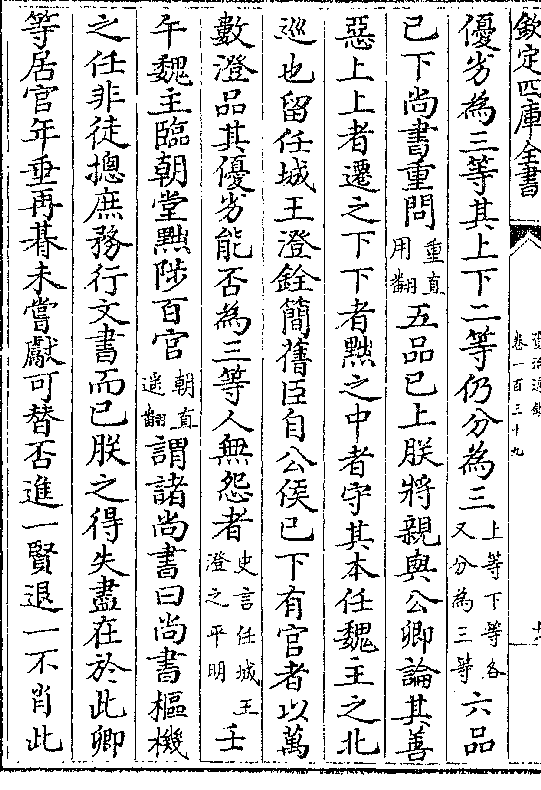 欽定四庫全書
資治通鑑
卷一百三十九
優劣為三等其上下二等仍分為三上等下等各又分為三等六品
已下尚書重問重直用翻五品已上朕將親與公卿論其善
惡上上者遷之下下者黜之中者守其本任魏主之北
巡也留任城王澄銓簡舊臣自公侯已下有官者以萬
數澄品其優劣能否為三等人無怨者史言任城王澄之平明壬
午魏主臨朝堂黜陟百官朝直遥翻謂諸尚書曰尚書樞機
之任非徒揔庶務行文書而已朕之得失盡在於此卿
等居官年垂再朞未嘗獻可替否進一賢退一不肖此